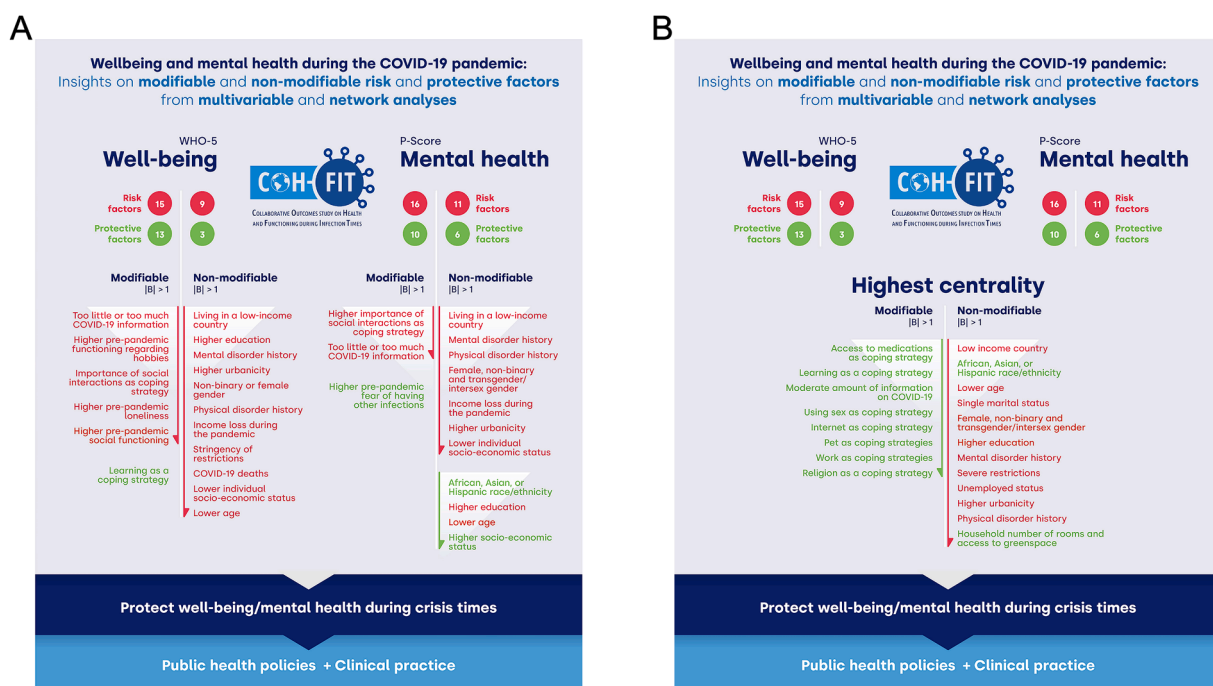 A
Wellbeing and mental health during the COVID-19 pandemic:
Insights on modifiable and non-modifiable risk and protective factors
from multivariable and network analyses
WHO-5
Well-being
P-Score
Mental health
COH-FIT
Collaborative Outcomes study on Health
and Functioning during Infection Times
Risk
factors
15
9
Protective
factors
13
3
16
11
Risk
factors
10
6
Protective
factors
Modifiable
|B| > 1
Non-modifiable
|B| > 1
Too little or too much
COVID-19 information
Higher pre-pandemic
functioning regarding
hobbies
Importance of social
interactions as coping
strategy
Higher pre-pandemic
loneliness
Higher pre-pandemic
social functioning
Learning as a
coping strategy
Living in a low-income
country
Higher education
Mental disorder history
Higher urbanicity
Non-binary or female
gender
Physical disorder history
Income loss during
the pandemic
Stringency of
restrictions
COVID-19 deaths
Lower individual
socio-economic status
Lower age
Modifiable
|B| > 1
Non-modifiable
|B| > 1
Higher importance of
social interactions as
coping strategy
Too little or too much
COVID-19 information
Higher pre-pandemic
fear of having
other infections
Living in a low-income
country
Mental disorder history
Physical disorder history
Female, non-binary
and transgender/
intersex gender
Income loss during
the pandemic
Higher urbanicity
Lower individual
socio-economic status
African, Asian, or
Hispanic race/ethnicity
Higher education
Lower age
Higher socio-economic
status
Protect well-being/mental health during crisis times
Public health policies + Clinical practice
B
Wellbeing and mental health during the COVID-19 pandemic:
Insights on modifiable and non-modifiable risk and protective factors
from multivariable and network analyses
WHO-5
Well-being
P-Score
Mental health
COH-FIT
Collaborative Outcomes study on Health
and Functioning during Infection Times
Risk
factors
15
9
Protective
factors
13
3
16
11
Risk
factors
10
6
Protective
factors
Highest centrality
Modifiable
|B| > 1
Non-modifiable
|B| > 1
Access to medications
as coping strategy
Learning as a coping strategy
Moderate amount of information
on COVID-19
Using sex as coping strategy
Internet as coping strategy
Pet as coping strategies
Work as coping strategies
Religion as a coping strategy
Low income country
African, Asian, or
Hispanic race/ethnicity
Lower age
Single marital status
Female, non-binary and
transgender/intersex gender
Higher education
Mental disorder history
Severe restrictions
Unemployed status
Higher urbanicity
Physical disorder history
Household number of rooms and
access to greenspace
Protect well-being/mental health during crisis times
Public health policies + Clinical practice